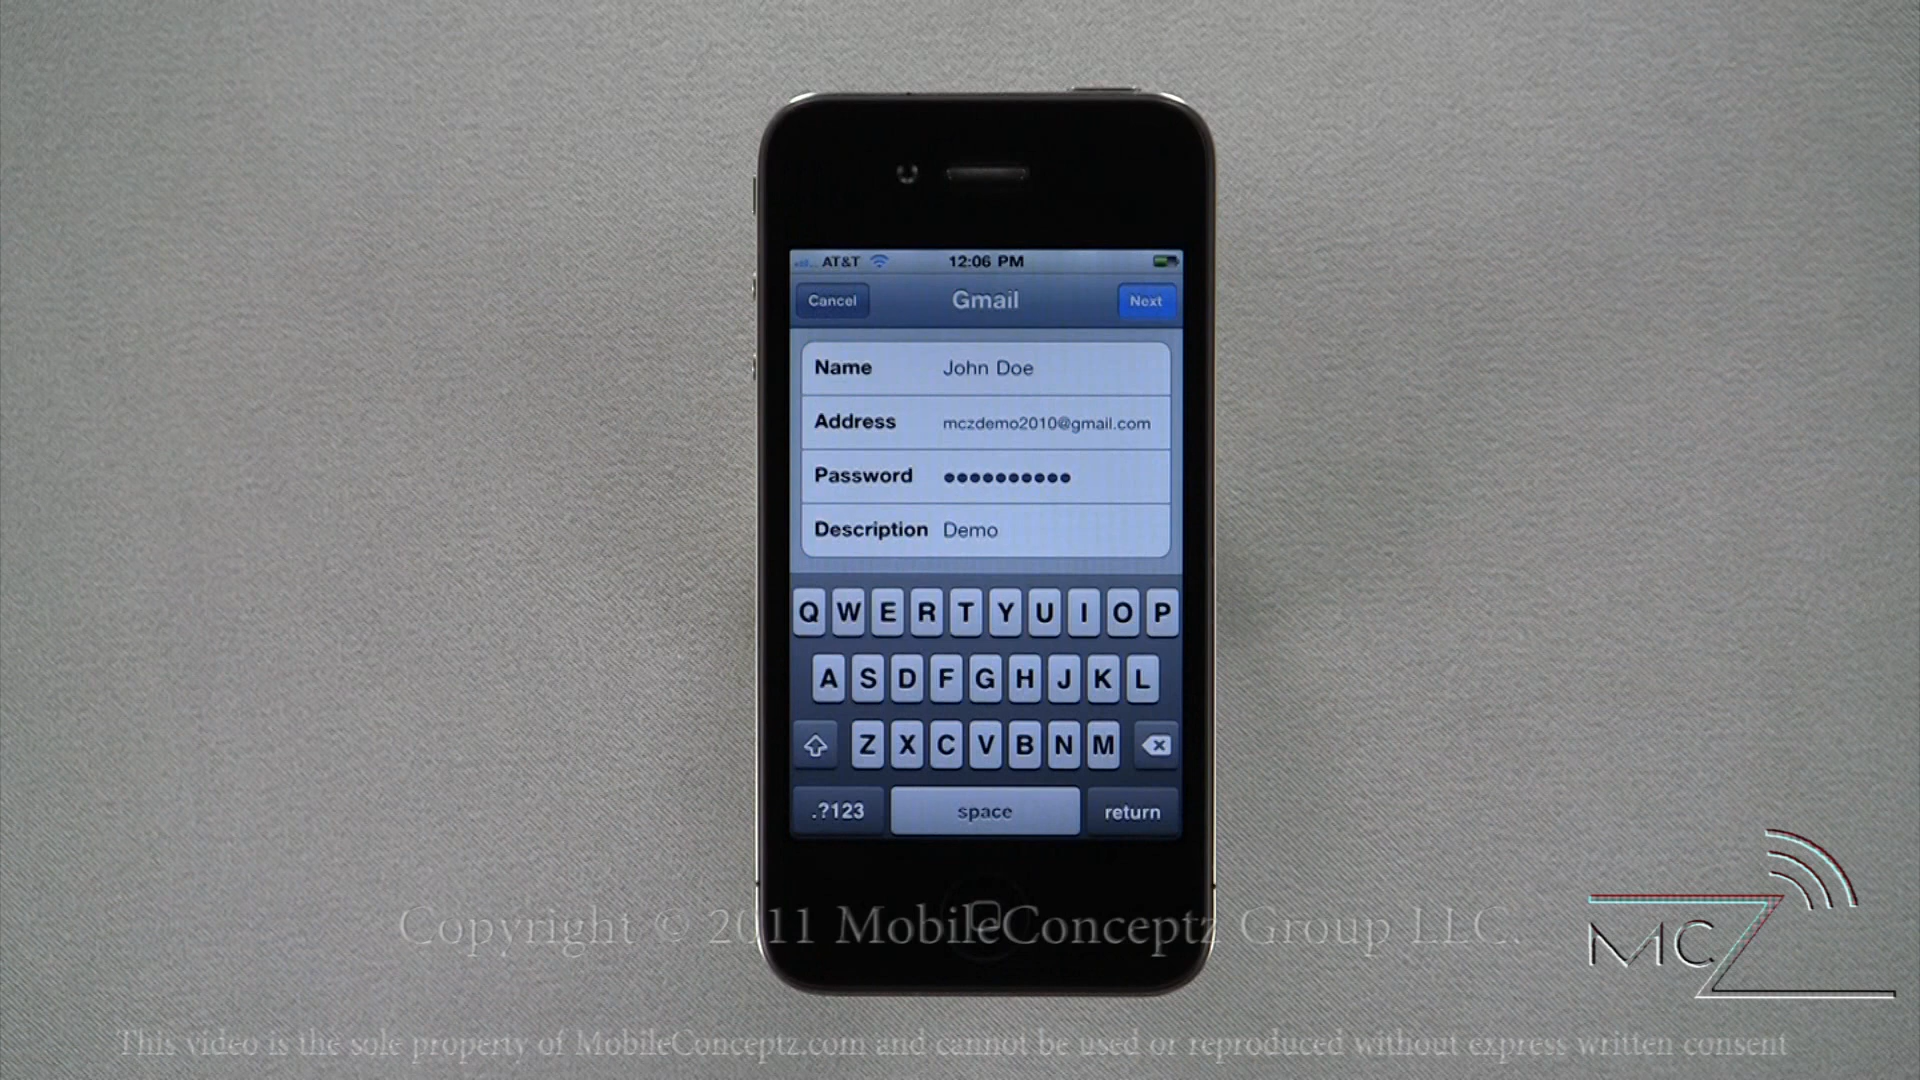 AT&T 12:06 PM
Cancel Gmail Next
Name John Doe
Address mczdemo2010@gmail.com
Password ●●●●●●●●●●
Description Demo
Q W E R T Y U I O P
A S D F G H J K L
Z X C V B N M
.?123 space return
MCZ
Copyright © 2011 MobileConceptz Group LLC.
This video is the sole property of MobileConceptz.com and cannot be used or reproduced without express written consent